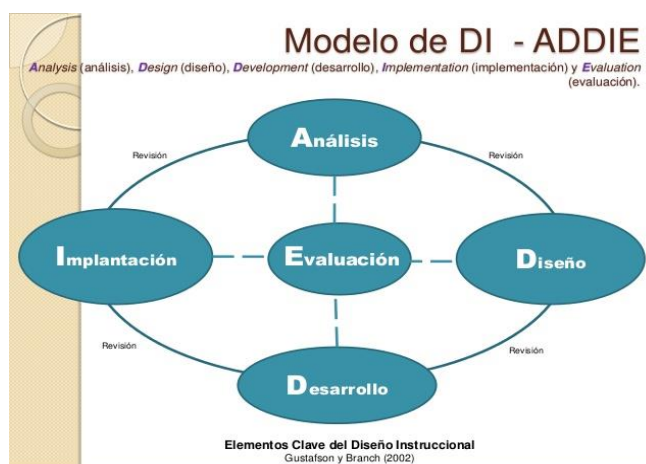 Modelo de DI - ADDIE
Analysis (análisis), Design (diseño), Development (desarrollo), Implementation (implementación) y Evaluation
(evaluación).
Análisis
Revisión
Revisión
Implantación
Evaluación
Diseño
Revisión
Revisión
Desarrollo
Elementos Clave del Diseño Instruccional
Gustafson y Branch (2002)